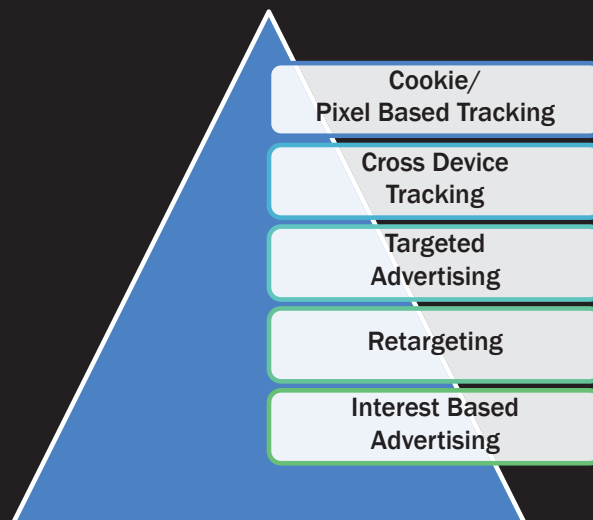 Cookie/
Pixel Based Tracking
Cross Device
Tracking
Targeted
Advertising
Retargeting
Interest Based
Advertising